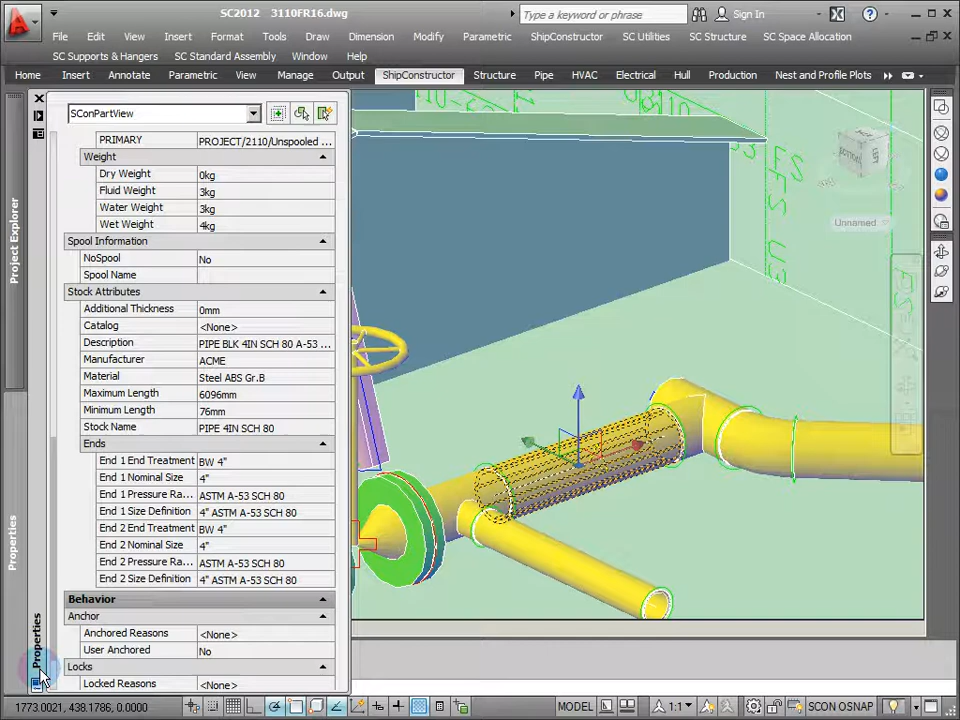 SC2012 3110FR16.dwg
Type a keyword or phrase
Sign In
File Edit View Insert Format Tools Draw Dimension Modify Parametric ShipConstructor SC Utilities SC Structure SC Space Allocation
SC Supports & Hangers SC Standard Assembly Window Help
Home Insert Annotate Parametric View Manage Output ShipConstructor Structure Pipe HVAC Electrical Hull Production Nest and Profile Plots
SConPartView
PRIMARY PROJECT/2110/Unspooled ...
Weight
Dry Weight 0kg
Fluid Weight 3kg
Water Weight 3kg
Wet Weight 4kg
Spool Information
NoSpool No
Spool Name
Stock Attributes
Additional Thickness 0mm
Catalog <None>
Description PIPE BLK 4IN SCH 80 A-53 ...
Manufacturer ACME
Material Steel ABS Gr.B
Maximum Length 6096mm
Minimum Length 76mm
Stock Name PIPE 4IN SCH 80
Ends
End 1 End Treatment BW 4"
End 1 Nominal Size 4"
End 1 Pressure Ra... ASTM A-53 SCH 80
End 1 Size Definition 4" ASTM A-53 SCH 80
End 2 End Treatment BW 4"
End 2 Nominal Size 4"
End 2 Pressure Ra... ASTM A-53 SCH 80
End 2 Size Definition 4" ASTM A-53 SCH 80
Behavior
Anchor
Anchored Reasons <None>
User Anchored No
Locks
Locked Reasons <None>
Project Explorer
Properties
Properties
BOTTOM
Unnamed
1773.0021, 438.1786, 0.0000
MODEL
1:1
SCON OSNAP